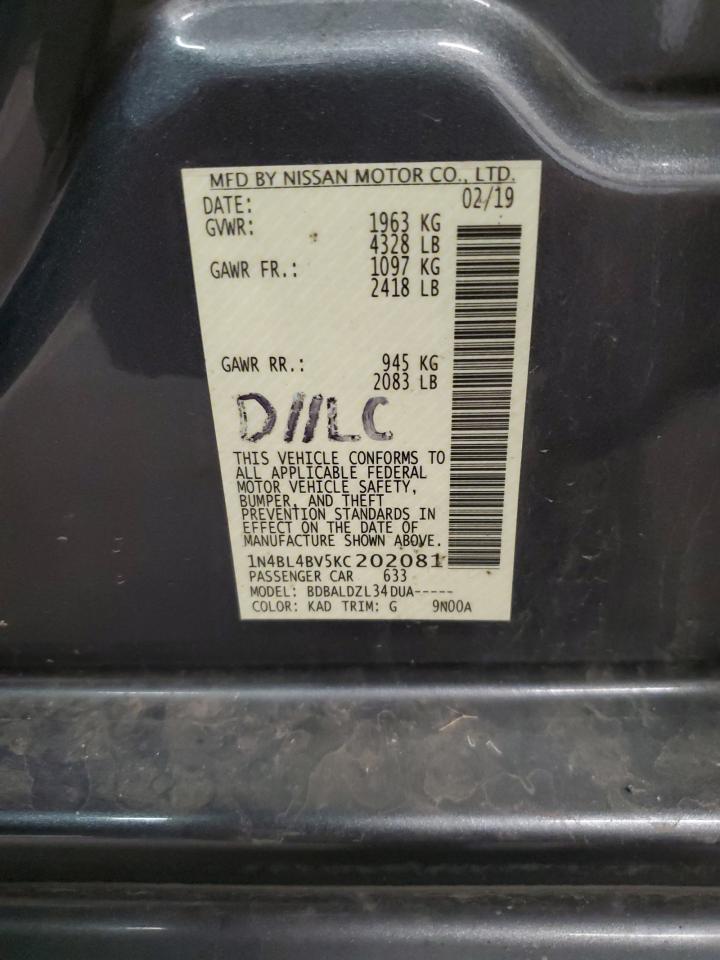 MFD BY NISSAN MOTOR CO., LTD.
DATE: 02/19
GVWR: 1963 KG
4328 LB
GAWR FR.: 1097 KG
2418 LB
GAWR RR.: 945 KG
2083 LB
D11LC
THIS VEHICLE CONFORMS TO
ALL APPLICABLE FEDERAL
MOTOR VEHICLE SAFETY,
BUMPER, AND THEFT
PREVENTION STANDARDS IN
EFFECT ON THE DATE OF
MANUFACTURE SHOWN ABOVE.
1N4BL4BV5KC202081
PASSENGER CAR 633
MODEL: BDBALDZL34DUA-----
COLOR: KAD TRIM: G 9N00A